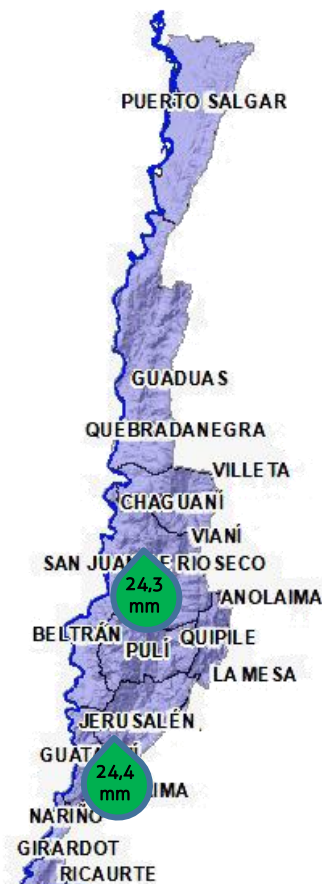 PUERTO SALGAR
GUADUAS
QUEBRADANEGRA
VILLETA
CHAGUANÍ
VIANÍ
SAN JUAN E RIOSECO
24,3
mm
ANOLAIMA
BELTRÁN
QUIPILE
PULÍ
LA MESA
JERUSALÉN
24,4
mm
NARIÑO
GIRARDOT
RICAURTE